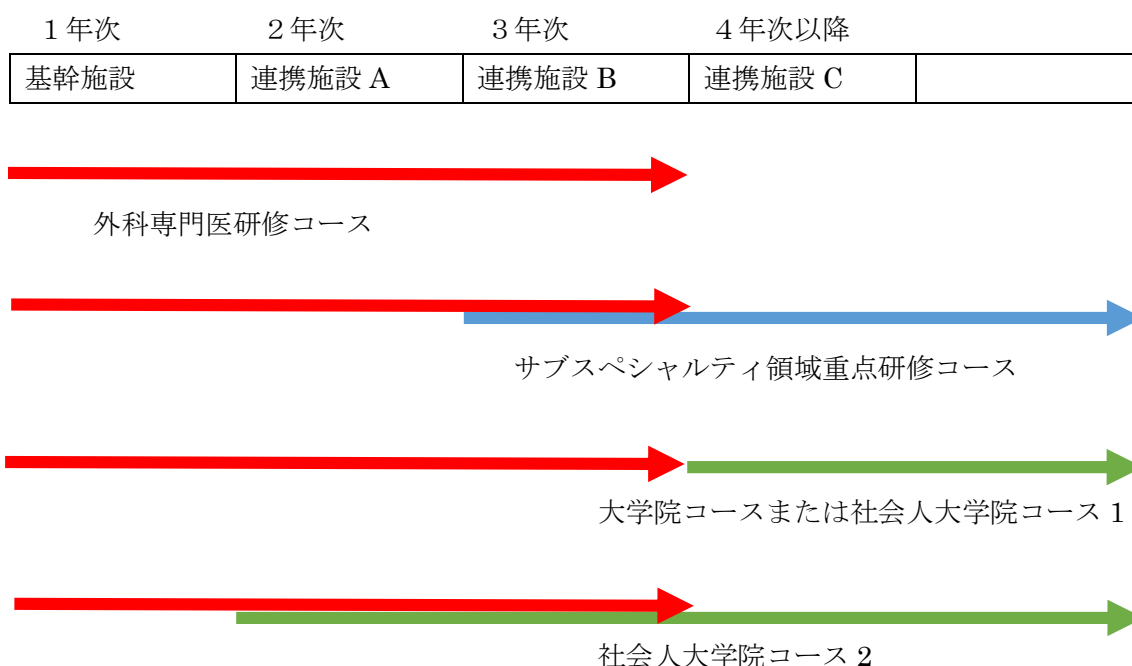 １年次 ２年次 ３年次 ４年次以降
基幹施設 連携施設 A 連携施設 B 連携施設 C
外科専門医研修コース
サブスペシャルティ領域重点研修コース
大学院コースまたは社会人大学院コース 1
社会人大学院コース 2